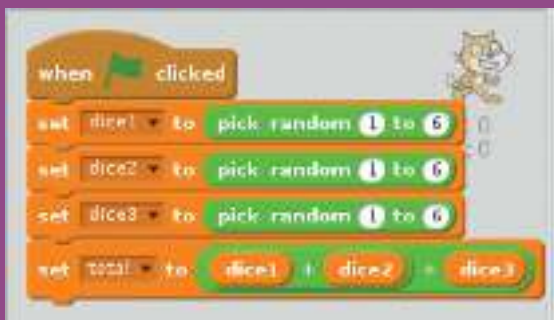 when clicked
set dice1 to pick random 1 to 6
set dice2 to pick random 1 to 6
set dice3 to pick random 1 to 6
set total to dice1 + dice2 + dice3